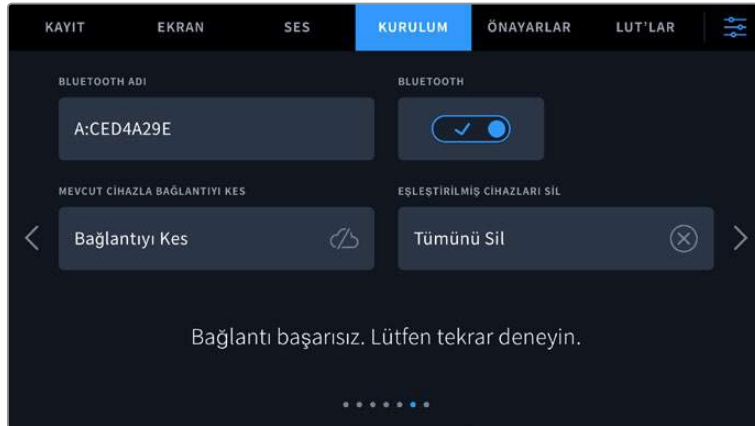 KAYIT EKRAN SES KURULUM ÖNAYARLAR LUT'LAR
BLUETOOTH ADI BLUETOOTH
A:CED4A29E
MEVCUT CİHAZLA BAĞLANTIYI KES EŞLEŞTİRİLMİŞ CİHAZLARI SİL
Bağlantıyı Kes Tümünü Sil
Bağlantı başarısız. Lütfen tekrar deneyin.